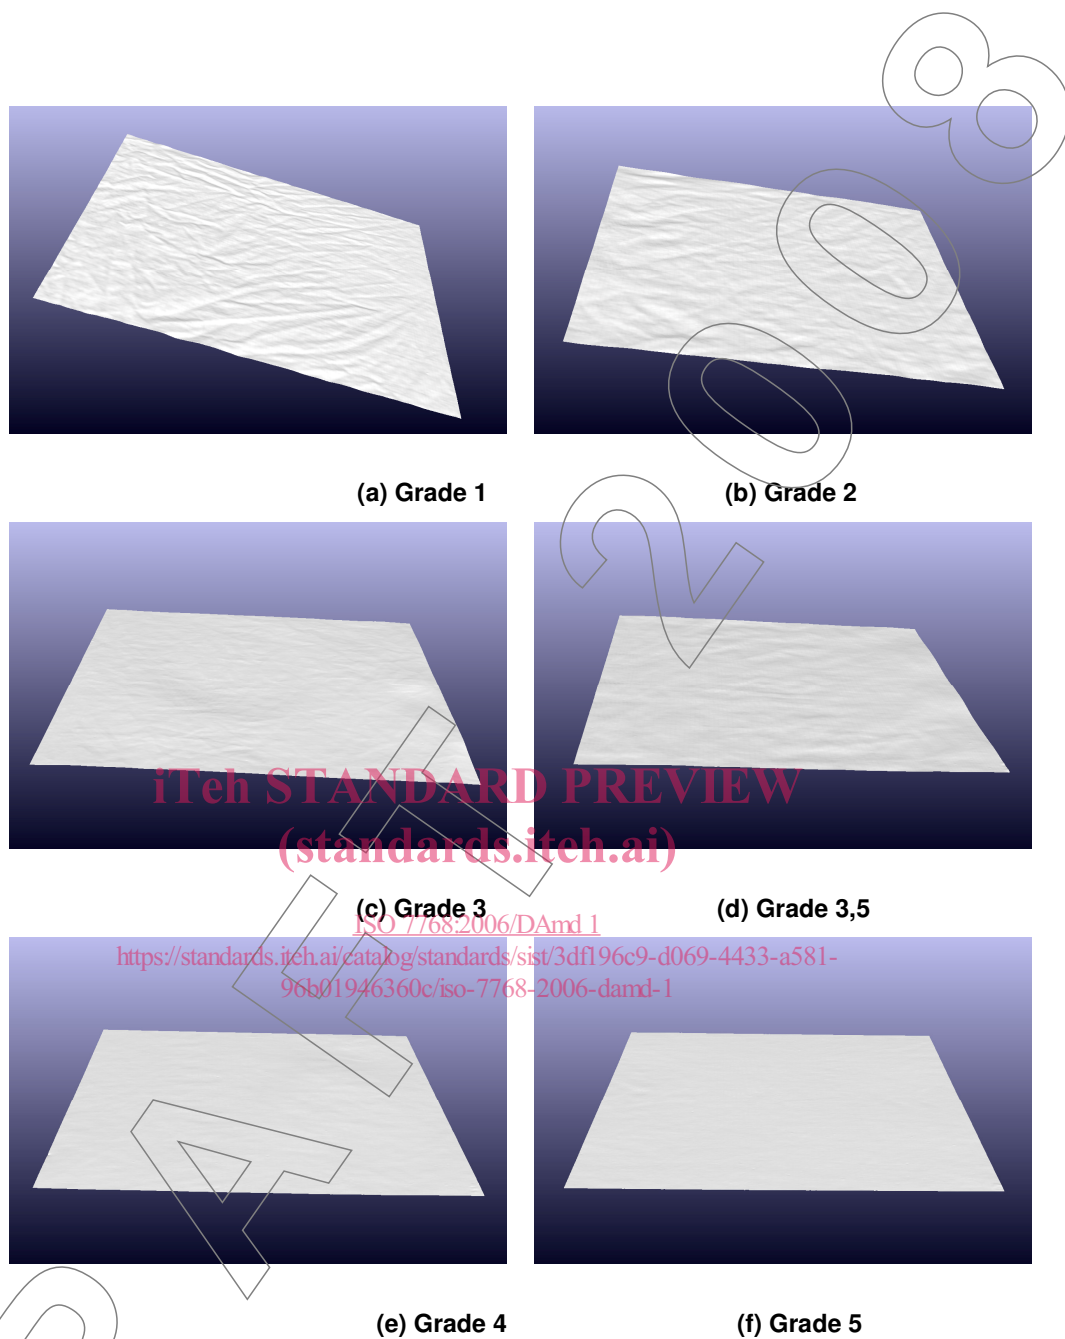 (a) Grade 1
(b) Grade 2
iTeh STANDARD PREVIEW
(standards.iteh.ai)
(c) Grade 3
(d) Grade 3,5
ISO 7768:2006/DAmd 1
https://standards.iteh.ai/catalog/standards/sist/3df196c9-d069-4433-a581-
96b01946360c/iso-7768-2006-damd-1
(e) Grade 4
(f) Grade 5
2008